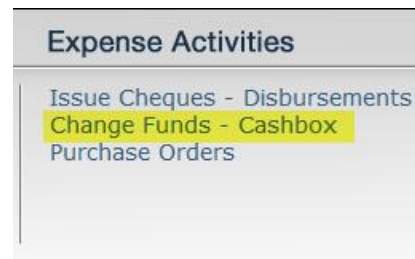 Expense Activities
Issue Cheques - Disbursements
Change Funds - Cashbox
Purchase Orders